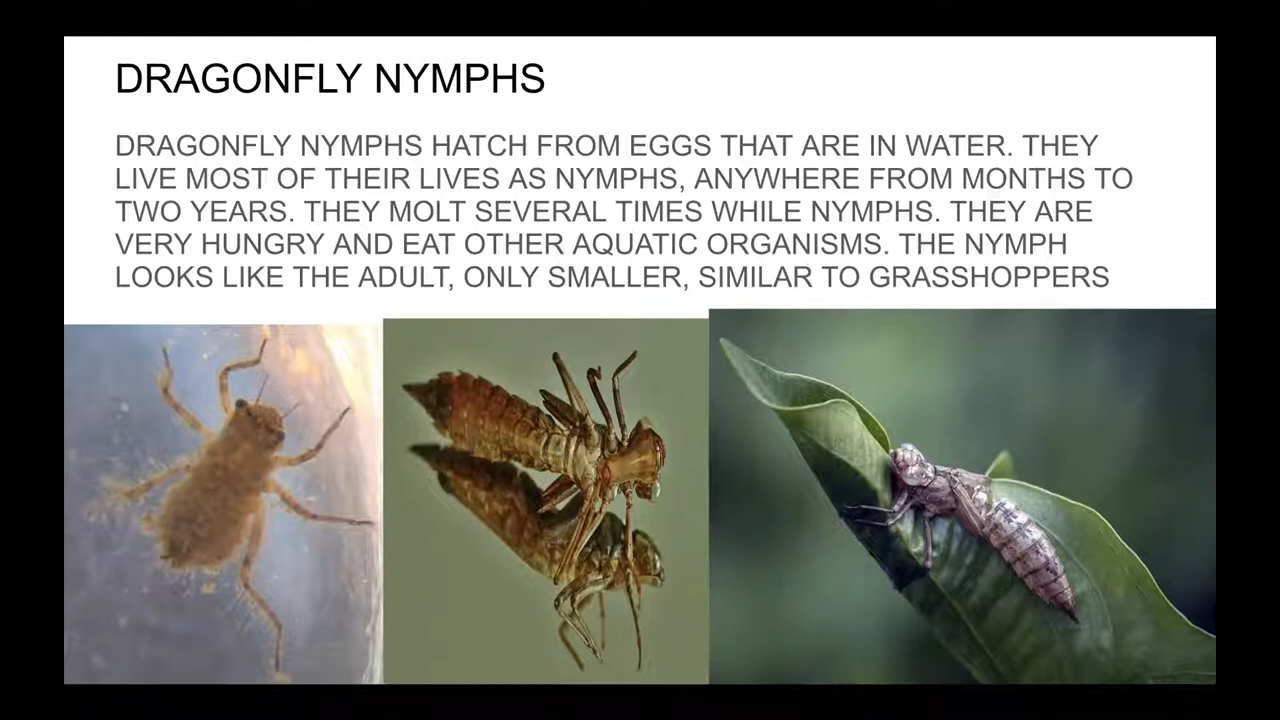 DRAGONFLY NYMPHS
DRAGONFLY NYMPHS HATCH FROM EGGS THAT ARE IN WATER. THEY
LIVE MOST OF THEIR LIVES AS NYMPHS, ANYWHERE FROM MONTHS TO
TWO YEARS. THEY MOLT SEVERAL TIMES WHILE NYMPHS. THEY ARE
VERY HUNGRY AND EAT OTHER AQUATIC ORGANISMS. THE NYMPH
LOOKS LIKE THE ADULT, ONLY SMALLER, SIMILAR TO GRASSHOPPERS